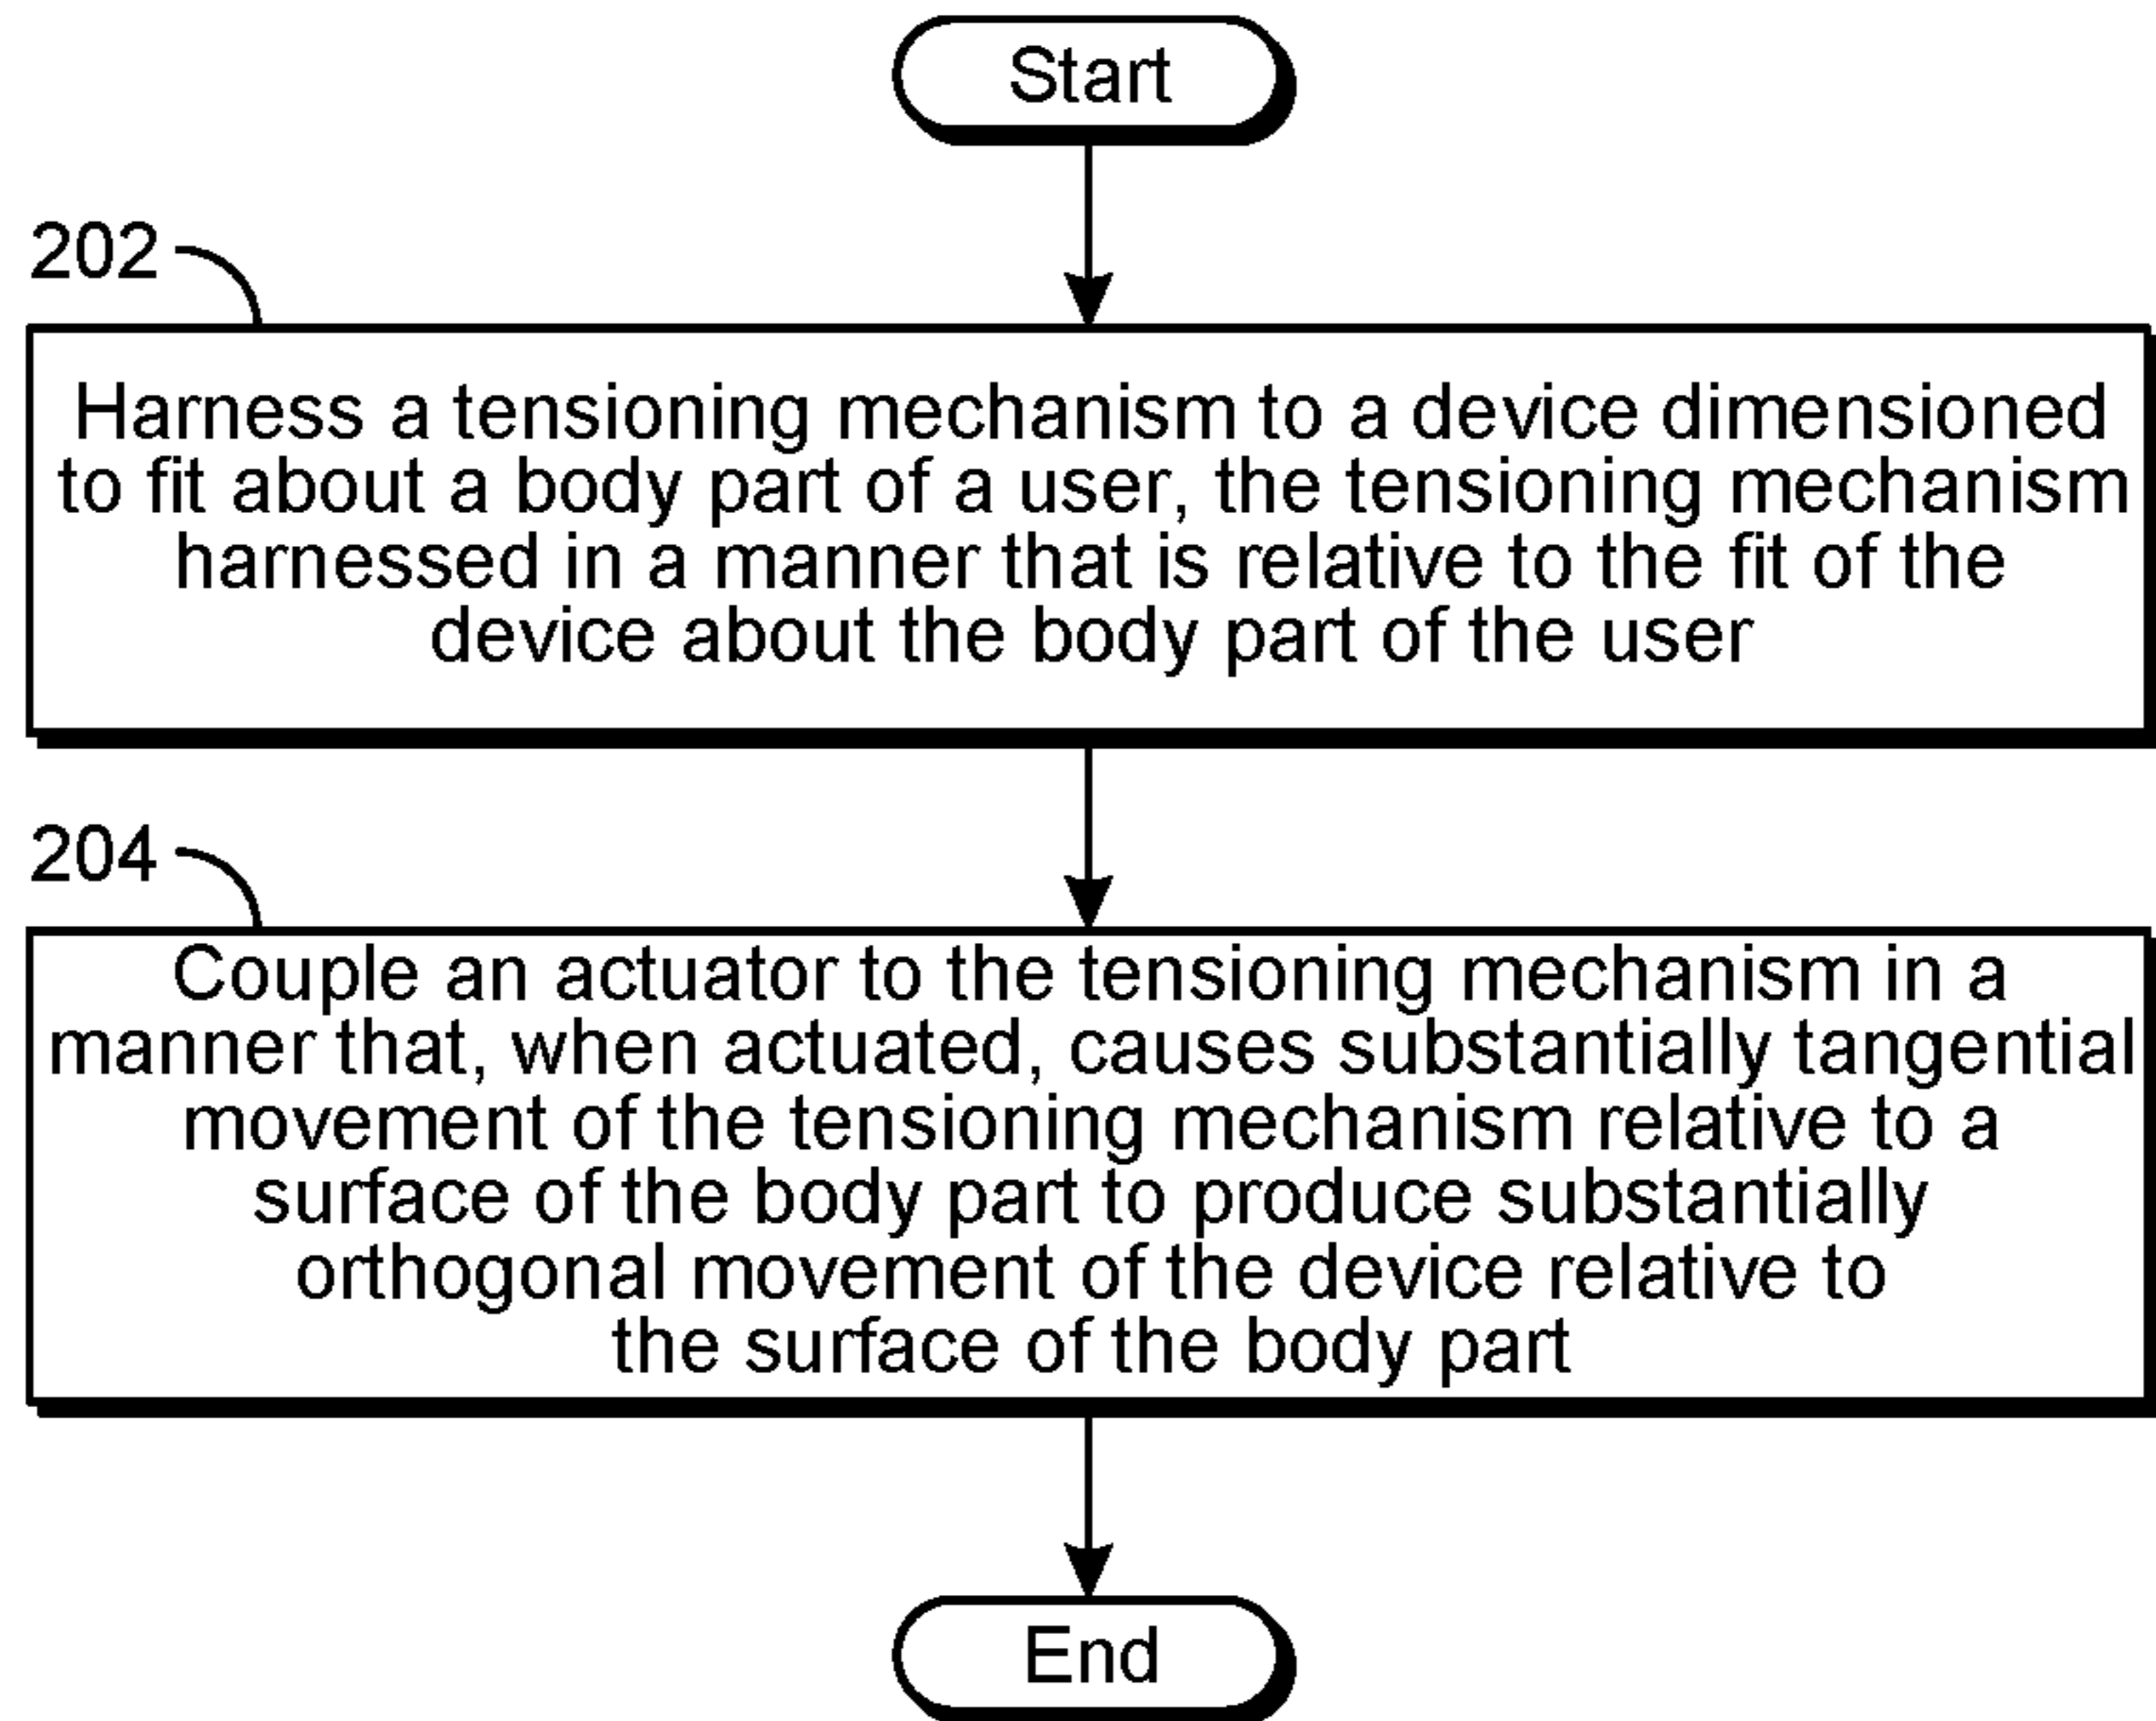 Start
202
Harness a tensioning mechanism to a device dimensioned
to fit about a body part of a user, the tensioning mechanism
harnessed in a manner that is relative to the fit of the
device about the body part of the user
204
Couple an actuator to the tensioning mechanism in a
manner that, when actuated, causes substantially tangential
movement of the tensioning mechanism relative to a
surface of the body part to produce substantially
orthogonal movement of the device relative to
the surface of the body part
End